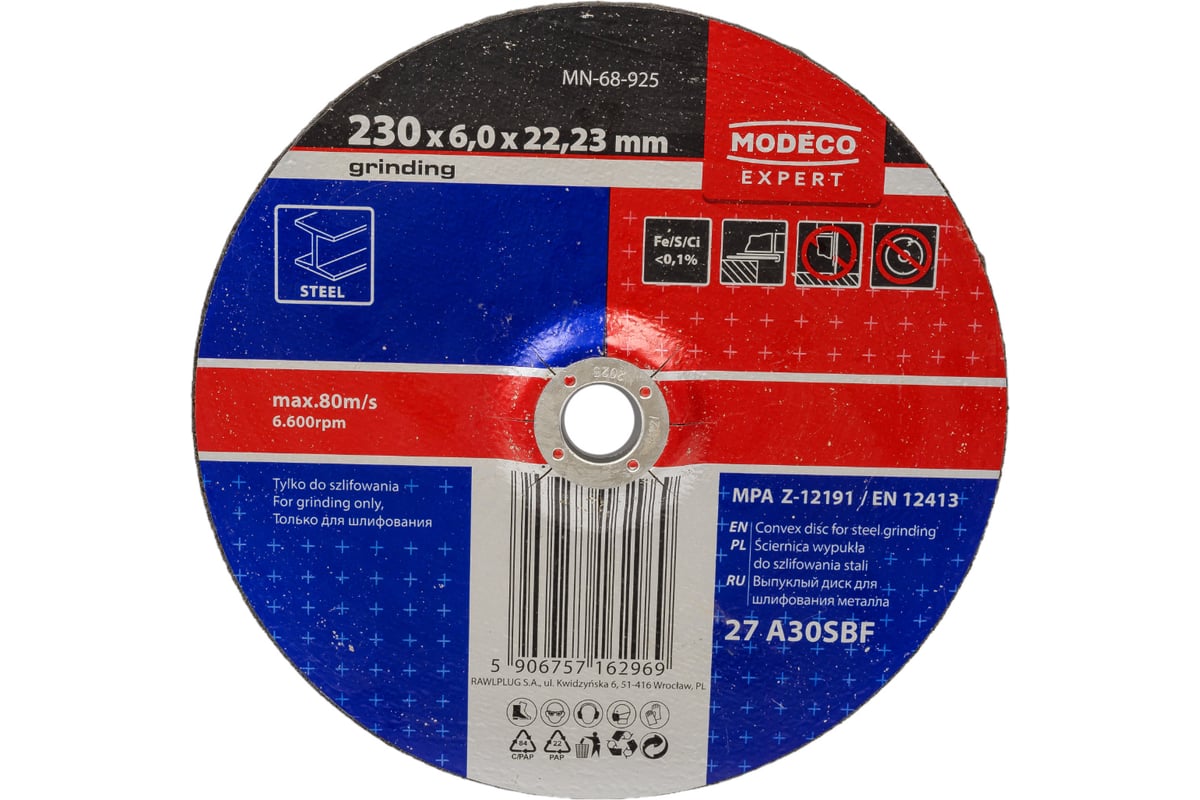 MN-68-925
230 x 6,0 x 22,23 mm
grinding
MODECO
EXPERT
STEEL
Fe/S/Ci
<0,1%
2025
max.80m/s
6.600rpm
Tylko do szlifowania
For grinding only,
Только для шлифования
MPA Z-12191 / EN 12413
EN Convex disc for steel grinding
PL Ściernica wypukła
do szlifowania stali
RU Выпуклый диск для
шлифования металла
27 A30SBF
5 906757 162969
RAWLPLUG S.A., ul. Kwidzyńska 6, 51-416 Wrocław, PL
84
C/PAP
22
PAP